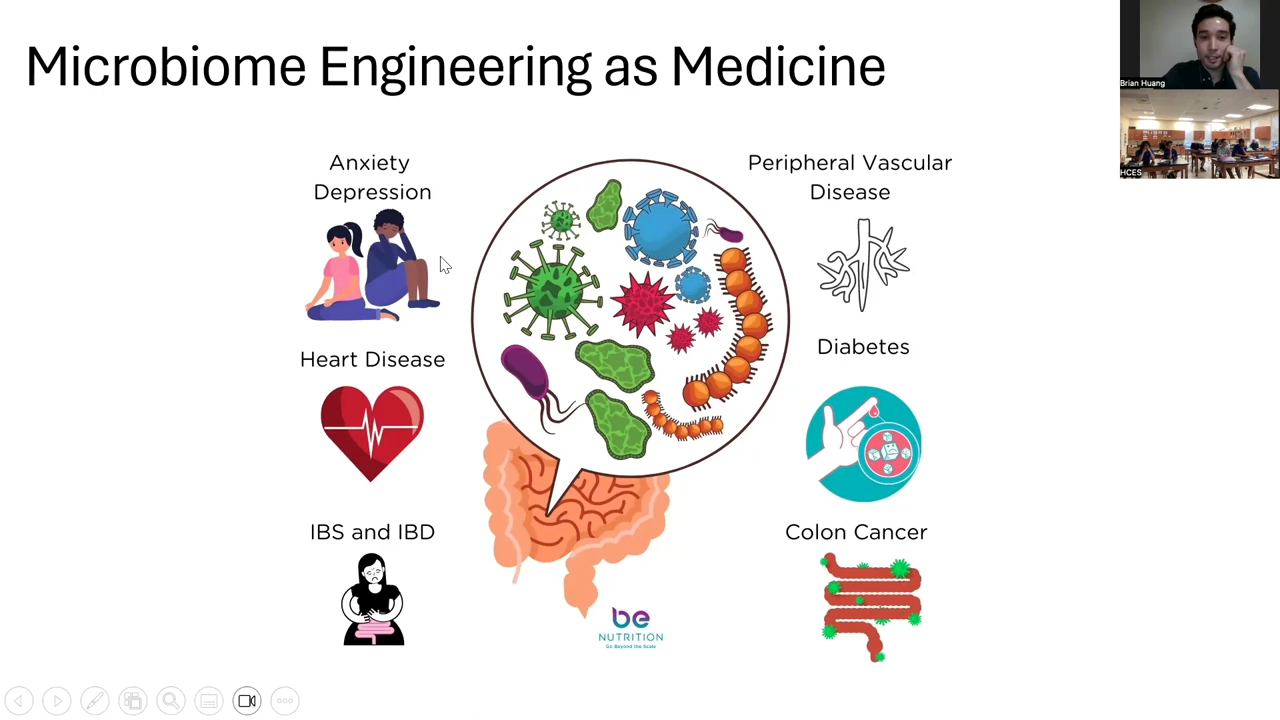 Microbiome Engineering as Medicine
Brian Huang
HCES
Anxiety
Depression
Peripheral Vascular
Disease
Heart Disease
Diabetes
IBS and IBD
Colon Cancer
be
NUTRITION
Go Beyond the Scale